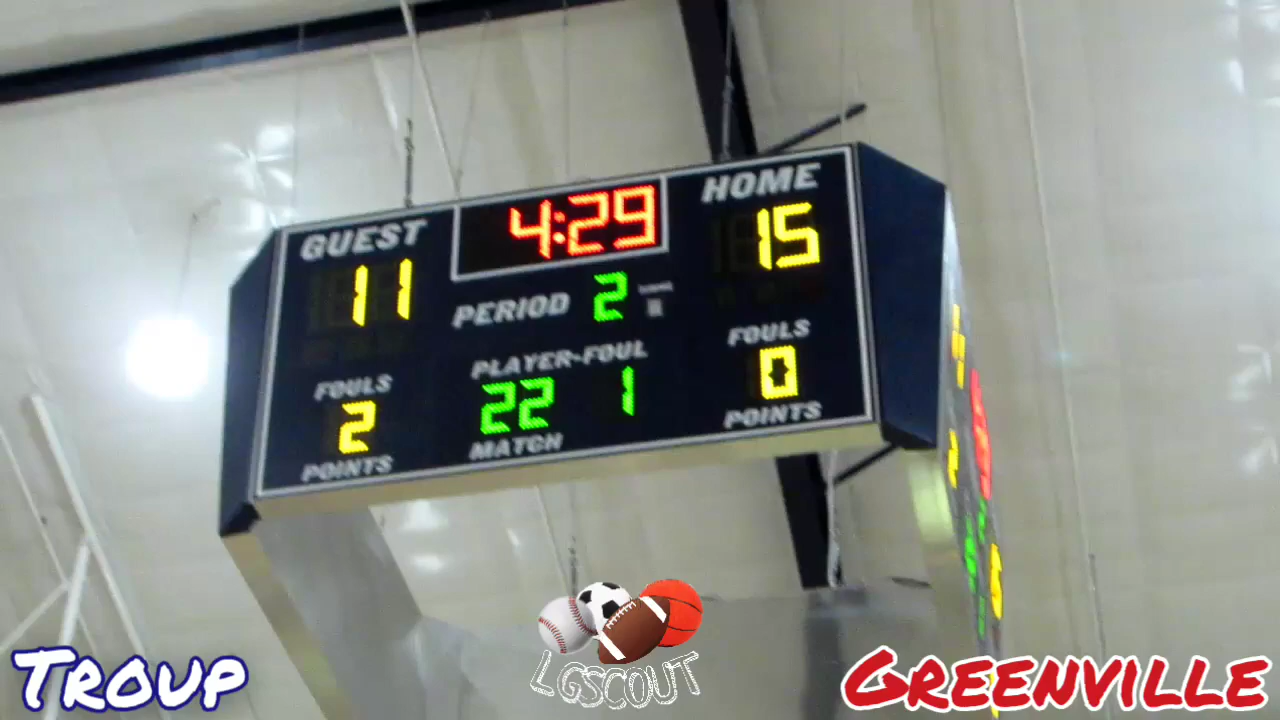 GUEST 4:29 HOME
11 15
PERIOD 2
PLAYER-FOUL FOULS
FOULS 22 1 0
2 MATCH POINTS
POINTS
LGSCOUT
TROUP GREENVILLE